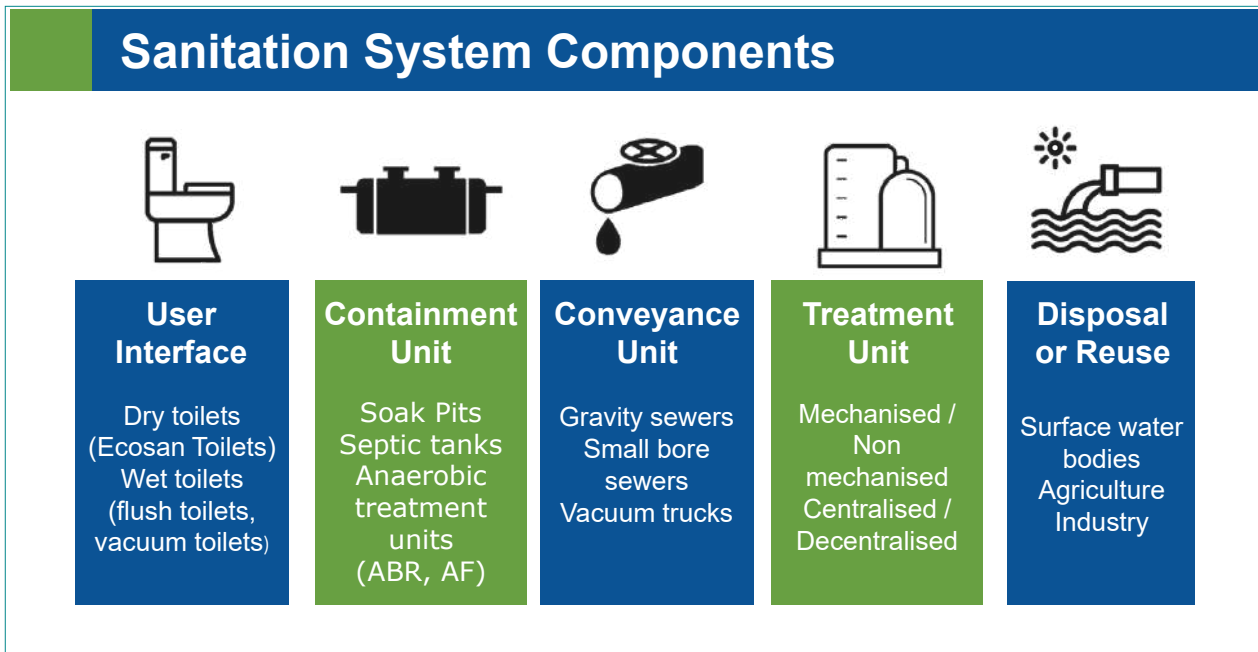 Sanitation System Components
User
Interface
Dry toilets
(Ecosan Toilets)
Wet toilets
(flush toilets,
vacuum toilets)
Containment
Unit
Soak Pits
Septic tanks
Anaerobic
treatment
units
(ABR, AF)
Conveyance
Unit
Gravity sewers
Small bore
sewers
Vacuum trucks
Treatment
Unit
Mechanised /
Non
mechanised
Centralised /
Decentralised
Disposal
or Reuse
Surface water
bodies
Agriculture
Industry